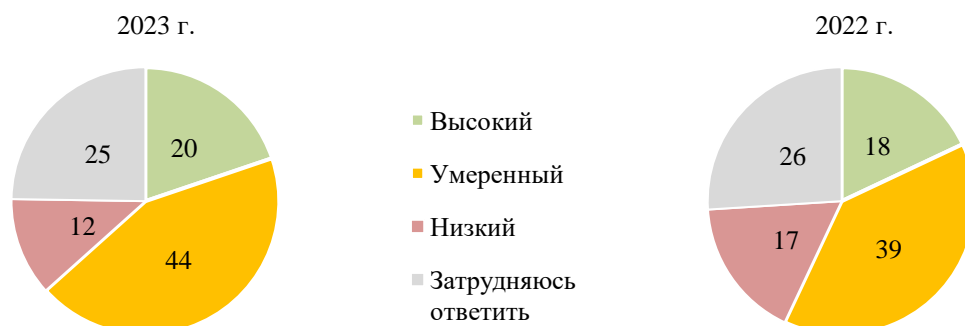 2023 г.
2022 г.
25
20
12
44
Высокий
Умеренный
Низкий
Затрудняюсь
ответить
26
18
17
39